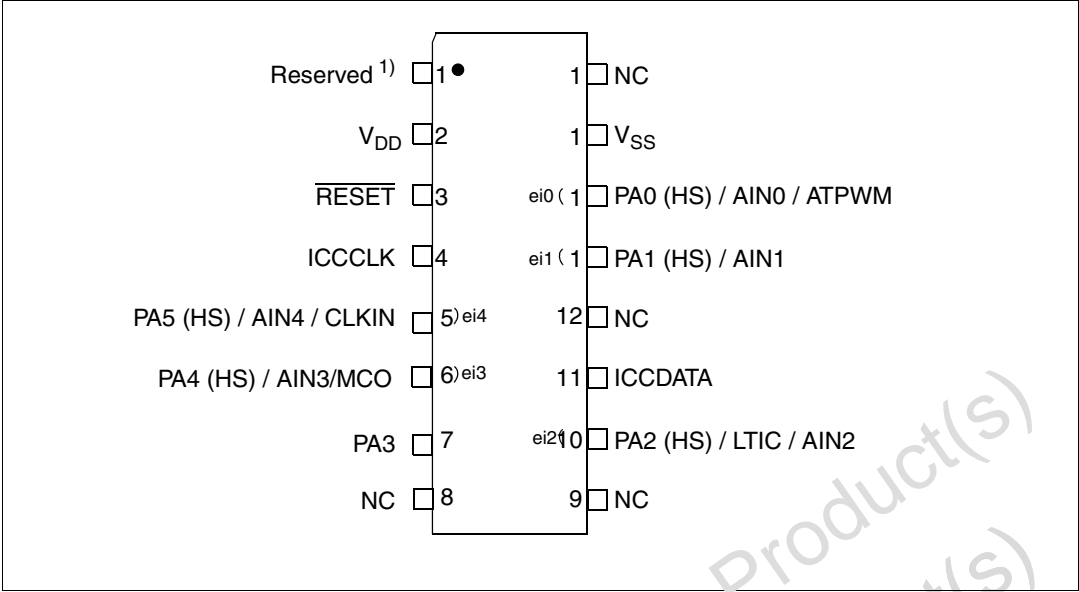 Reserved 1) 1 1 NC
VDD 2 1 VSS
RESET 3 ei0 ( 1 PA0 (HS) / AIN0 / ATPWM
ICCCLK 4 ei1 ( 1 PA1 (HS) / AIN1
PA5 (HS) / AIN4 / CLKIN 5 ) ei4 12 NC
PA4 (HS) / AIN3/MCO 6 ) ei3 11 ICCDATA
PA3 7 ei2( 10 PA2 (HS) / LTIC / AIN2
NC 8 9 NC
Product(s)
t(s)